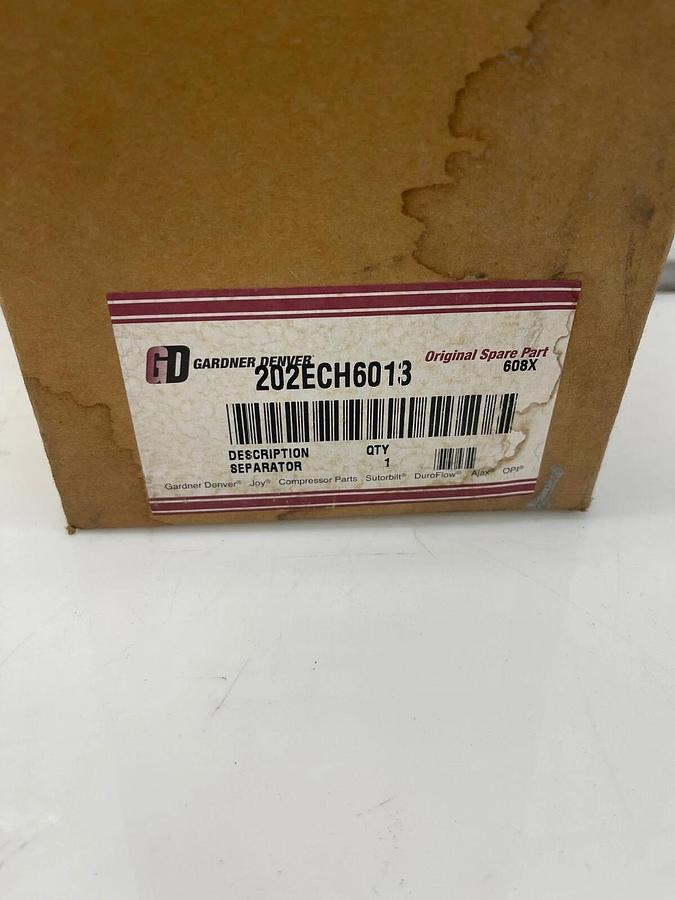 GD GARDNER DENVER Original Spare Part
202ECH6013 608X
DESCRIPTION QTY
SEPARATOR 1
Gardner Denver® Joy® Compressor Parts Sutorbilt® DuroFlow® Ajax® OPI®